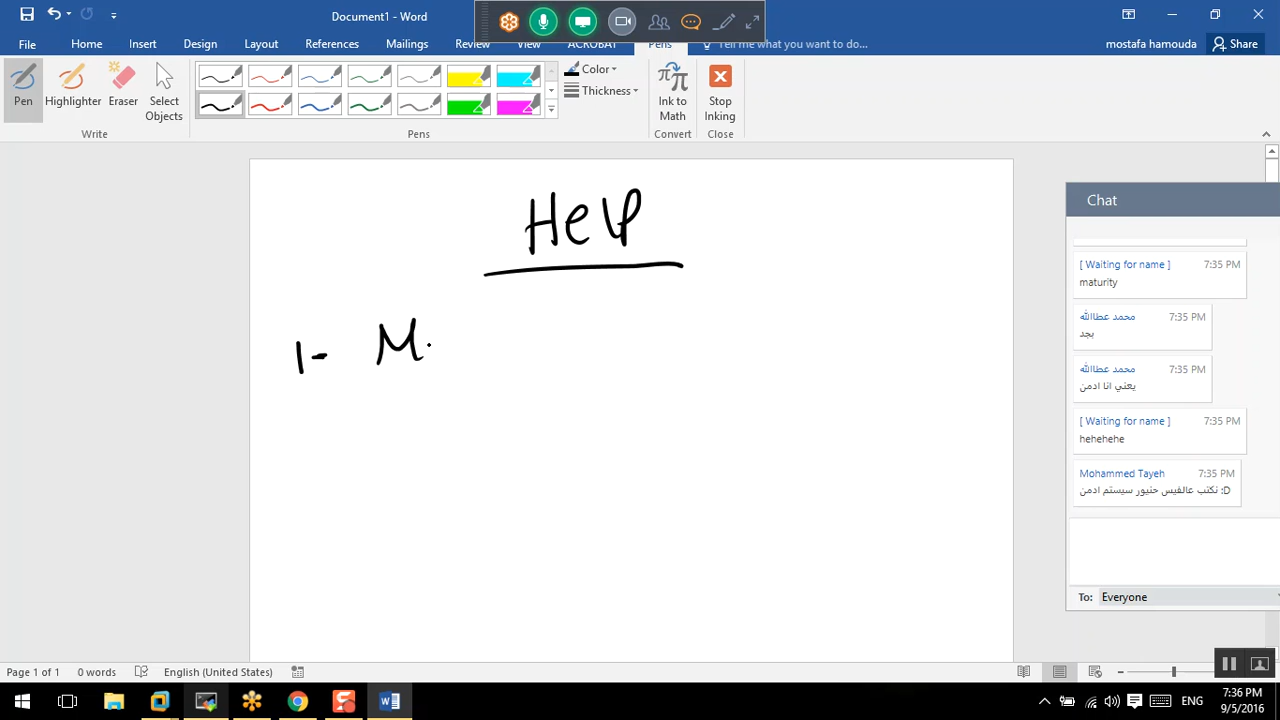 Document1 - Word
mostafa hamouda
Share
File
Home
Insert
Design
Layout
References
Mailings
Review
View
ACROBAT
Pens
Tell me what you want to do...
Pen
Highlighter
Eraser
Select Objects
Color
Thickness
Ink to Math
Stop Inking
Write
Pens
Convert
Close
Help
1- M.
Chat
[ Waiting for name ] 7:35 PM
maturity
محمد عطاالله 7:35 PM
بجد
محمد عطاالله 7:35 PM
يعني انا ادمن
[ Waiting for name ] 7:35 PM
hehehehe
Mohammed Tayeh 7:35 PM
نكتب عالفيس جنيور سيستم ادمن :D
To: Everyone
Page 1 of 1
0 words
English (United States)
ENG
7:36 PM
9/5/2016